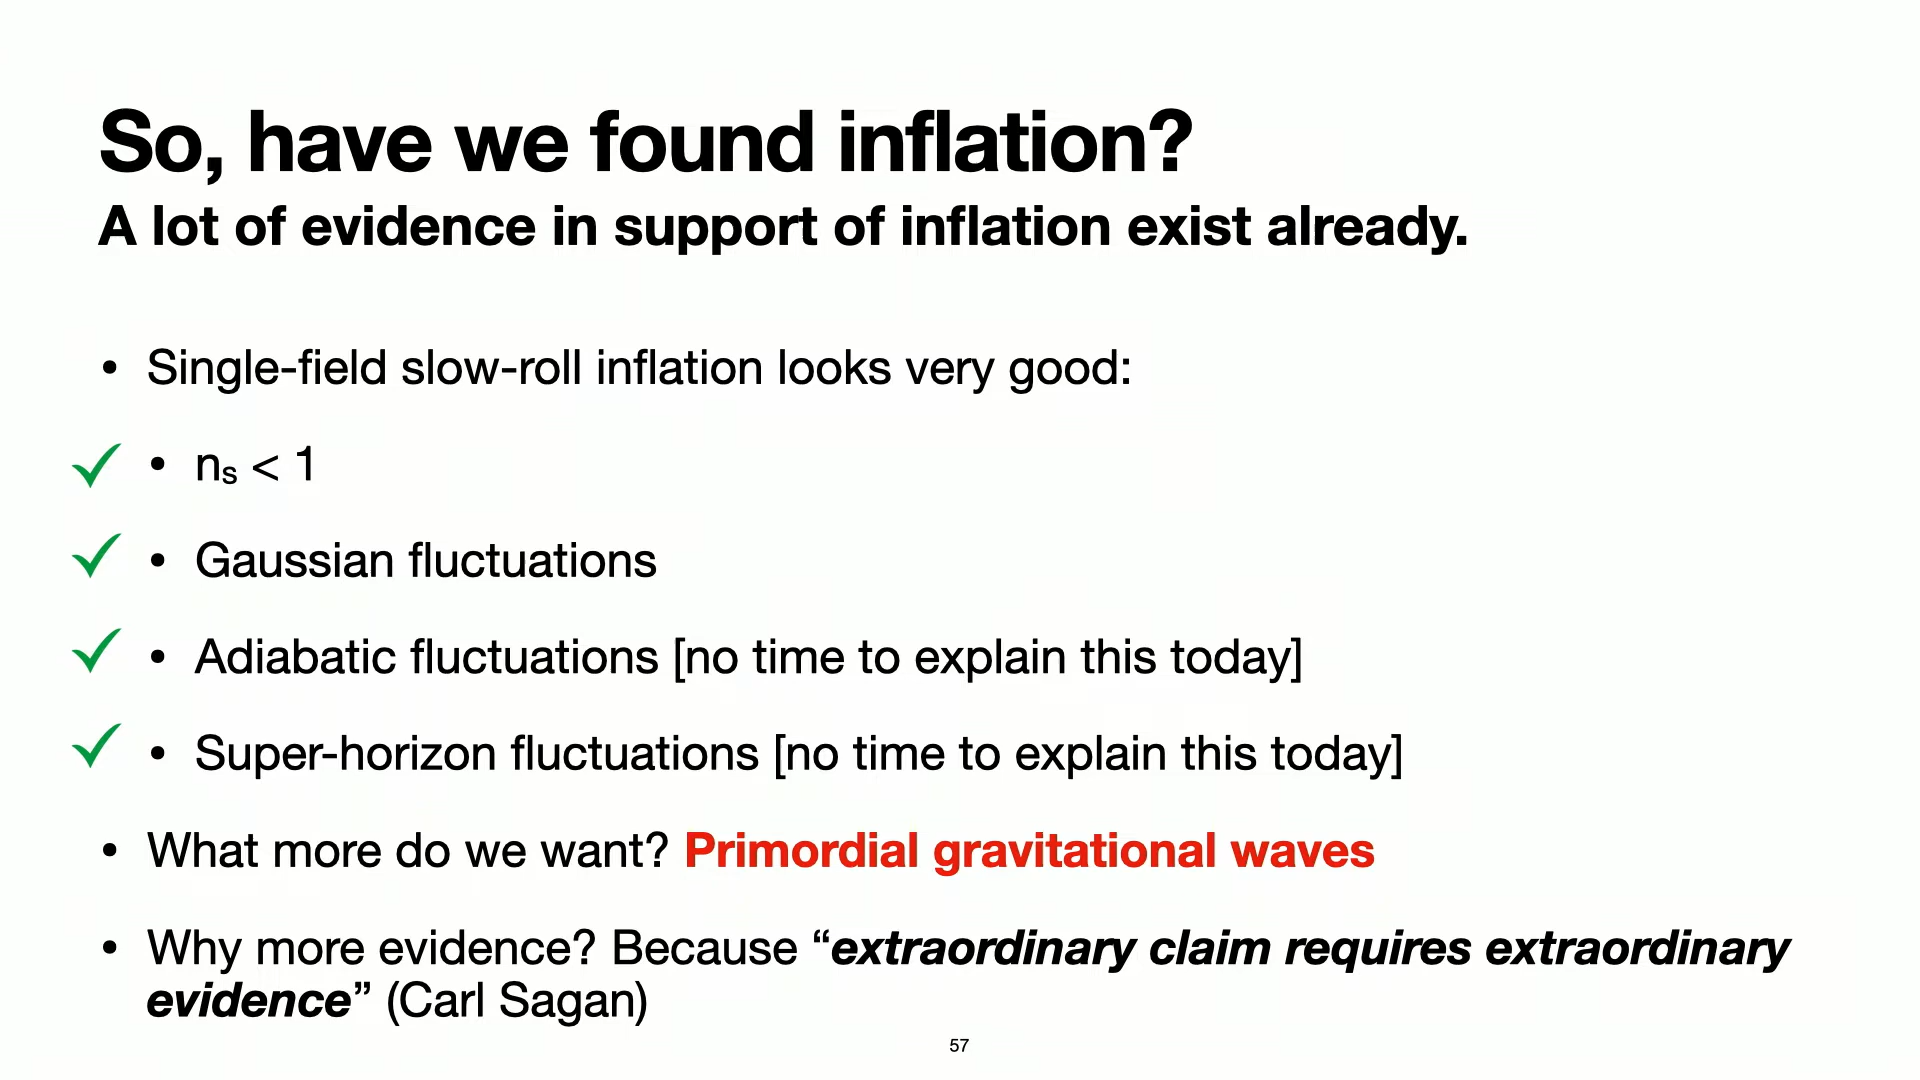 So, have we found inflation?
A lot of evidence in support of inflation exist already.
• Single-field slow-roll inflation looks very good:
✓ • nₛ < 1
✓ • Gaussian fluctuations
✓ • Adiabatic fluctuations [no time to explain this today]
✓ • Super-horizon fluctuations [no time to explain this today]
• What more do we want? Primordial gravitational waves
• Why more evidence? Because “extraordinary claim requires extraordinary
evidence” (Carl Sagan)
57